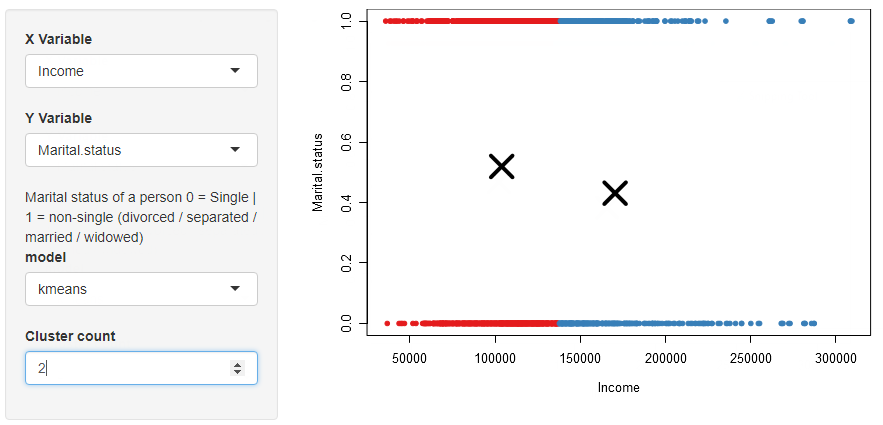 X Variable
Income
Y Variable
Marital.status
Marital status of a person 0 = Single |
1 = non-single (divorced / separated /
married / widowed)
model
kmeans
Cluster count
2
Marital.status
1.0
0.8
0.6
0.4
0.2
0.0
50000 100000 150000 200000 250000 300000
Income